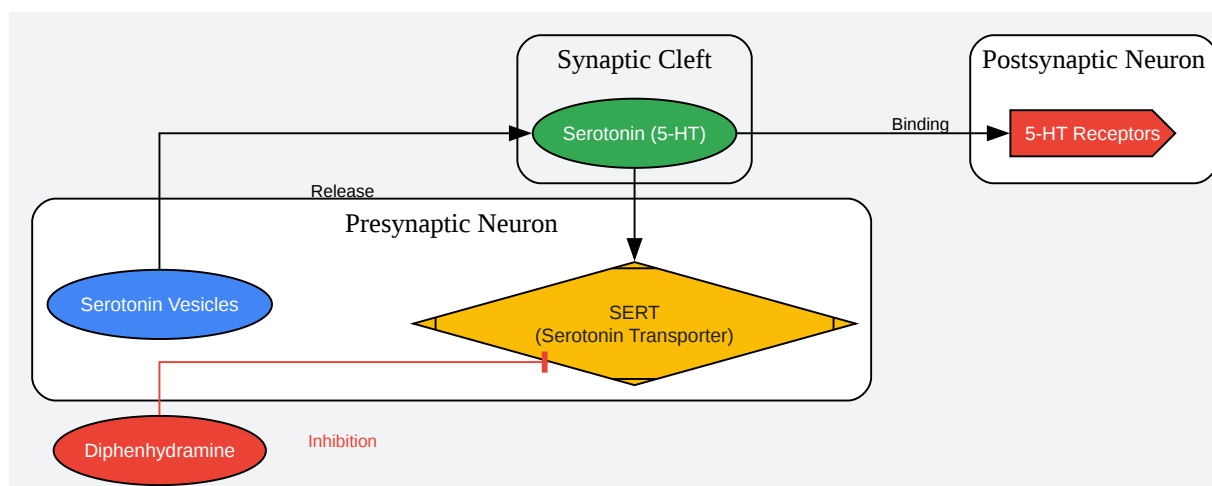 Synaptic Cleft
Postsynaptic Neuron
Serotonin (5-HT)
Binding
5-HT Receptors
Release
Presynaptic Neuron
Serotonin Vesicles
SERT
(Serotonin Transporter)
Diphenhydramine
Inhibition